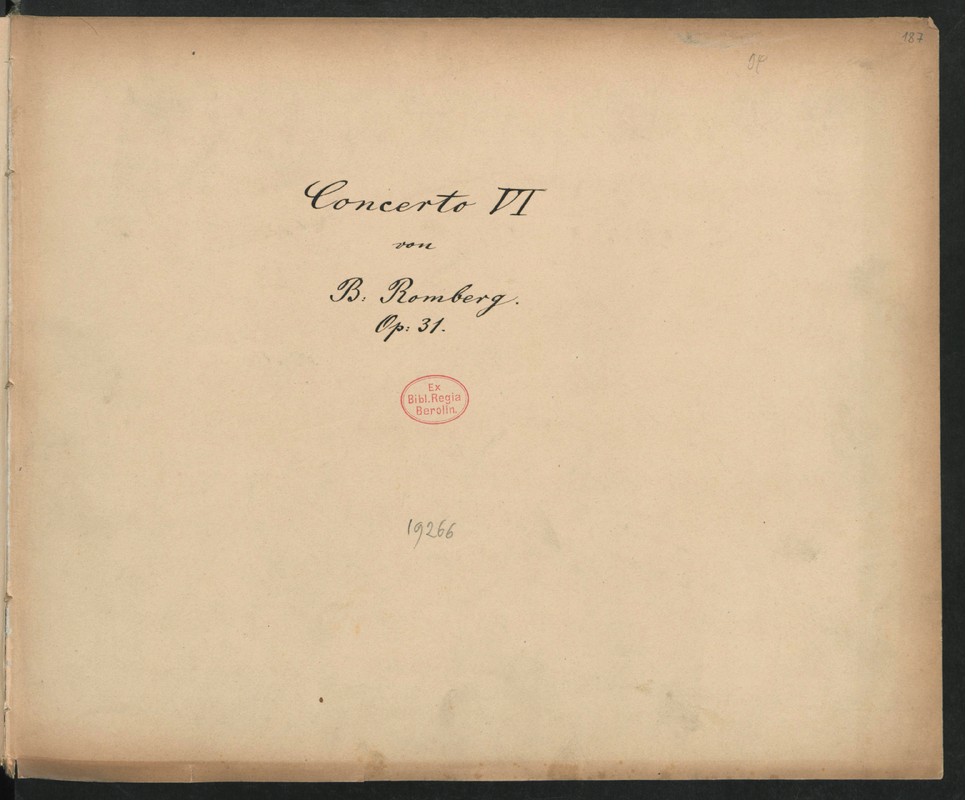 187
Concerto VI
von
B: Romberg.
Op: 31.
Ex
Bibl. Regia
Berolin.
19266